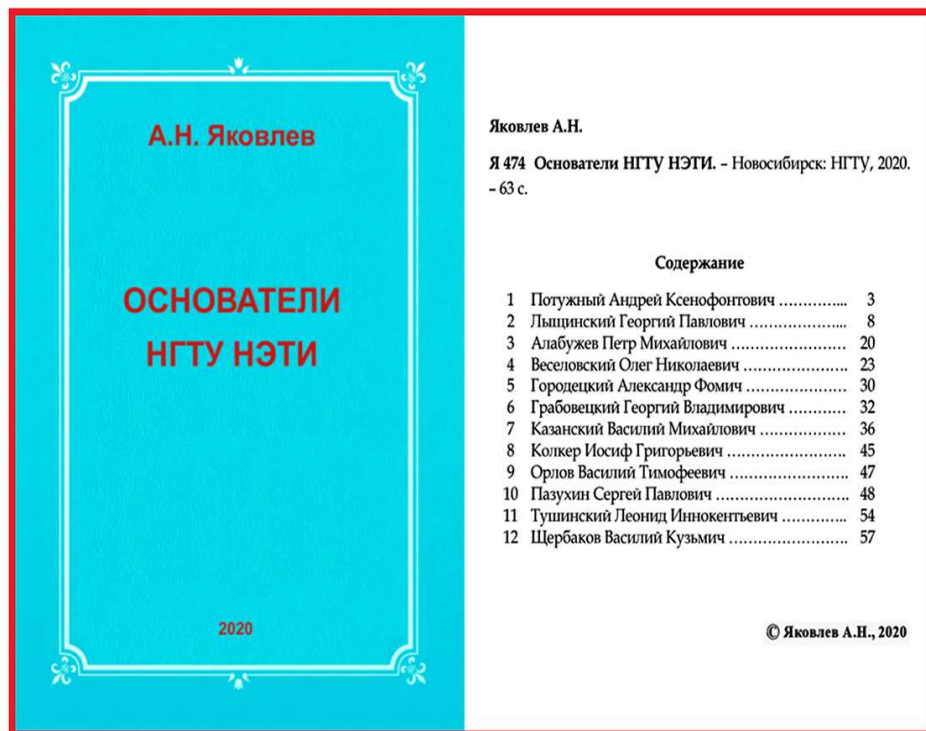 А.Н. Яковлев
ОСНОВАТЕЛИ
НГТУ НЭТИ
2020
Яковлев А.Н.
Я 474 Основатели НГТУ НЭТИ. – Новосибирск: НГТУ, 2020.
– 63 с.
Содержание
1 Потужный Андрей Ксенофонтович ………….... 3
2 Лыщинский Георгий Павлович ………………... 8
3 Алабужев Петр Михайлович …………………… 20
4 Веселовский Олег Николаевич …………………. 23
5 Городецкий Александр Фомич …………………. 30
6 Грабовецкий Георгий Владимирович ………… 32
7 Казанский Василий Михайлович ……………… 36
8 Колкер Иосиф Григорьевич ……………………. 45
9 Орлов Василий Тимофеевич ……………………. 47
10 Пазухин Сергей Павлович ………………………. 48
11 Тушинский Леонид Иннокентьевич ………….. 54
12 Щербаков Василий Кузьмич ……………………. 57
© Яковлев А.Н., 2020